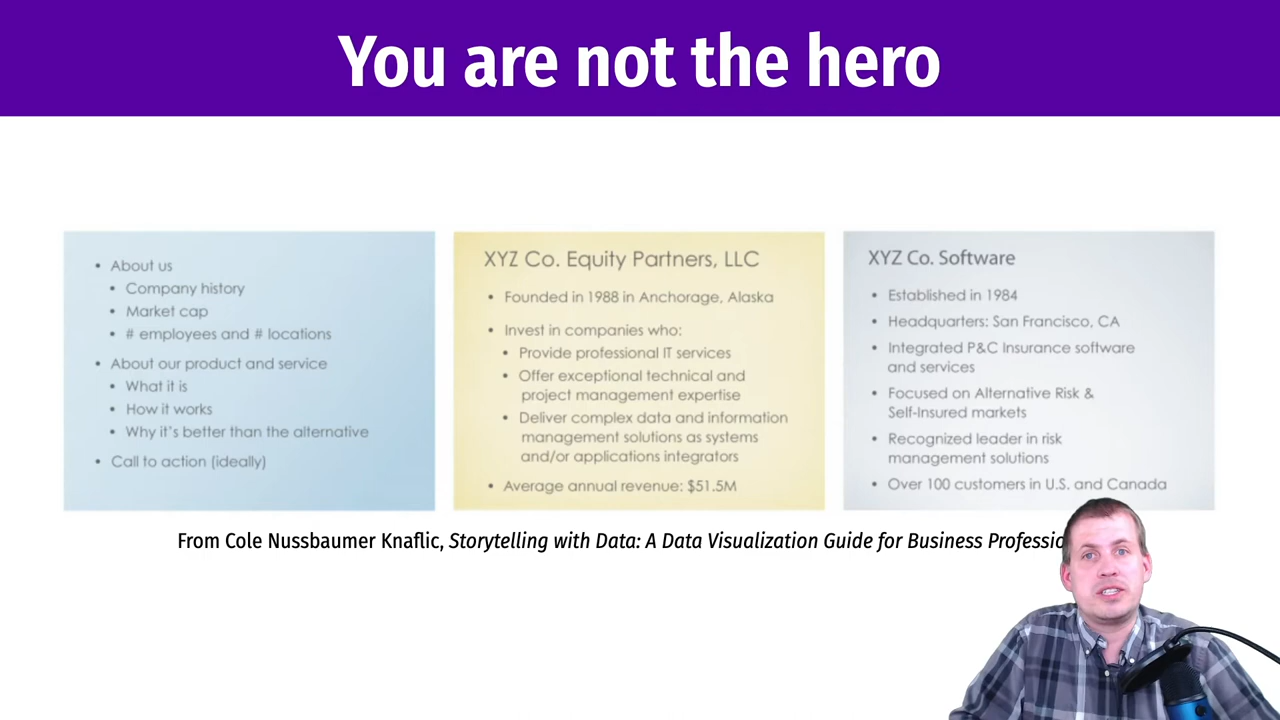 You are not the hero
• About us
• Company history
• Market cap
• # employees and # locations
• About our product and service
• What it is
• How it works
• Why it's better than the alternative
• Call to action (ideally)
XYZ Co. Equity Partners, LLC
• Founded in 1988 in Anchorage, Alaska
• Invest in companies who:
• Provide professional IT services
• Offer exceptional technical and
project management expertise
• Deliver complex data and information
management solutions as systems
and/or applications integrators
• Average annual revenue: $51.5M
XYZ Co. Software
• Established in 1984
• Headquarters: San Francisco, CA
• Integrated P&C Insurance software
and services
• Focused on Alternative Risk &
Self-Insured markets
• Recognized leader in risk
management solutions
• Over 100 customers in U.S. and Canada
From Cole Nussbaumer Knaflic, Storytelling with Data: A Data Visualization Guide for Business